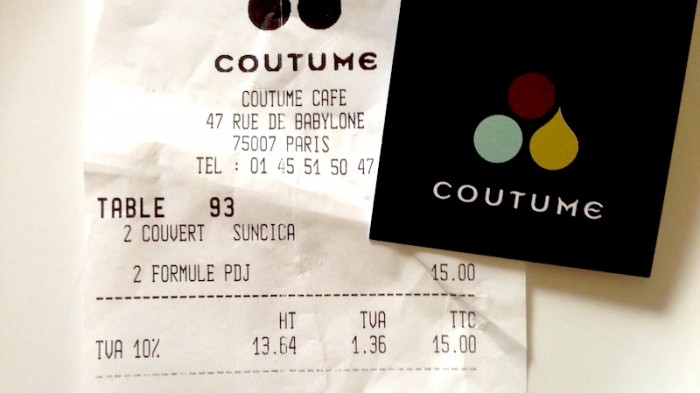 COUTUME
COUTUME CAFE
47 RUE DE BABYLONE
75007 PARIS
TEL : 01 45 51 50 47
TABLE 93
2 COUVERT SUNCICA
2 FORMULE PDJ 15.00
HT TVA TTC
TVA 10% 13.64 1.36 15.00
COUTUME